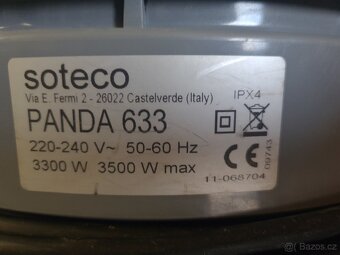 soteco
Via E. Fermi 2 - 26022 Castelverde (Italy)
IPX4
PANDA 633
220-240 V~ 50-60 Hz
3300 W 3500 W max
CE
09743
11-068704
bazos.cz